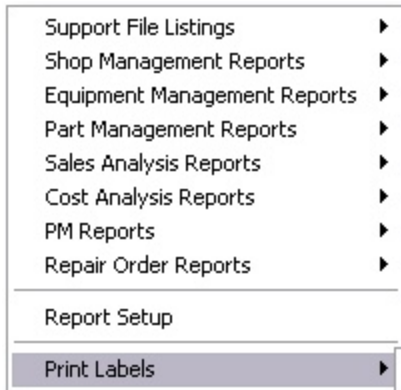 Support File Listings
Shop Management Reports
Equipment Management Reports
Part Management Reports
Sales Analysis Reports
Cost Analysis Reports
PM Reports
Repair Order Reports
Report Setup
Print Labels